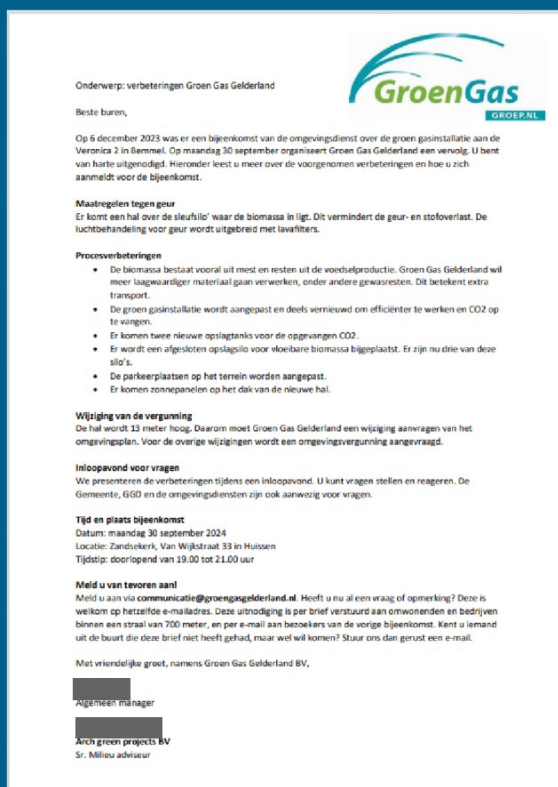 GroenGas
GROEP.NL
Onderwerp: verbeteringen Groen Gas Gelderland
Beste buren,
Op 6 december 2023 was er een bijeenkomst van de omgevingsdienst over de groen gasinstallatie aan de
Veronica 2 in Bemmel. Op maandag 30 september organiseert Groen Gas Gelderland een vervolg. U bent
van harte uitgenodigd. Hieronder leest u meer over de voorgenomen verbeteringen en hoe u zich
aanmeldt voor de bijeenkomst.
Maatregelen tegen geur
Er komt een hal over de sleufsilo' waar de biomassa in ligt. Dit vermindert de geur- en stofoverlast. De
luchtbehandeling voor geur wordt uitgebreid met lavafilters.
Procesverbeteringen
• De biomassa bestaat vooral uit mest en resten uit de voedselproductie. Groen Gas Gelderland wil
meer laagwaardiger materiaal gaan verwerken, onder andere gewasresten. Dit betekent extra
transport.
• De groen gasinstallatie wordt aangepast en deels vernieuwd om efficiënter te werken en CO2 op
te vangen.
• Er komen twee nieuwe opslagtanks voor de opgevangen CO2.
• Er wordt een afgesloten opslagsilo voor vloeibare biomassa bijgeplaatst. Er zijn nu drie van deze
silo's.
• De parkeerplaatsen op het terrein worden aangepast.
• Er komen zonnepanelen op het dak van de nieuwe hal.
Wijziging van de vergunning
De hal wordt 13 meter hoog. Daarom moet Groen Gas Gelderland een wijziging aanvragen van het
omgevingsplan. Voor de overige wijzigingen wordt een omgevingsvergunning aangevraagd.
Inloopavond voor vragen
We presenteren de verbeteringen tijdens een inloopavond. U kunt vragen stellen en reageren. De
Gemeente, GGD en de omgevingsdiensten zijn ook aanwezig voor vragen.
Tijd en plaats bijeenkomst
Datum: maandag 30 september 2024
Locatie: Zandsekerk, Van Wijkstraat 33 in Huissen
Tijdstip: doorlopend van 19.00 tot 21.00 uur
Meld u van tevoren aan!
Meld u aan via communicatie@groengasgelderland.nl. Heeft u nu al een vraag of opmerking? Deze is
welkom op hetzelfde e-mailadres. Deze uitnodiging is per brief verstuurd aan omwonenden en bedrijven
binnen een straal van 700 meter, en per e-mail aan bezoekers van de vorige bijeenkomst. Kent u iemand
uit de buurt die deze brief niet heeft gehad, maar wel wil komen? Stuur ons dan gerust een e-mail.
Met vriendelijke groet, namens Groen Gas Gelderland BV,
Algemeen manager
Arch green projects BV
Sr. Milieu adviseur